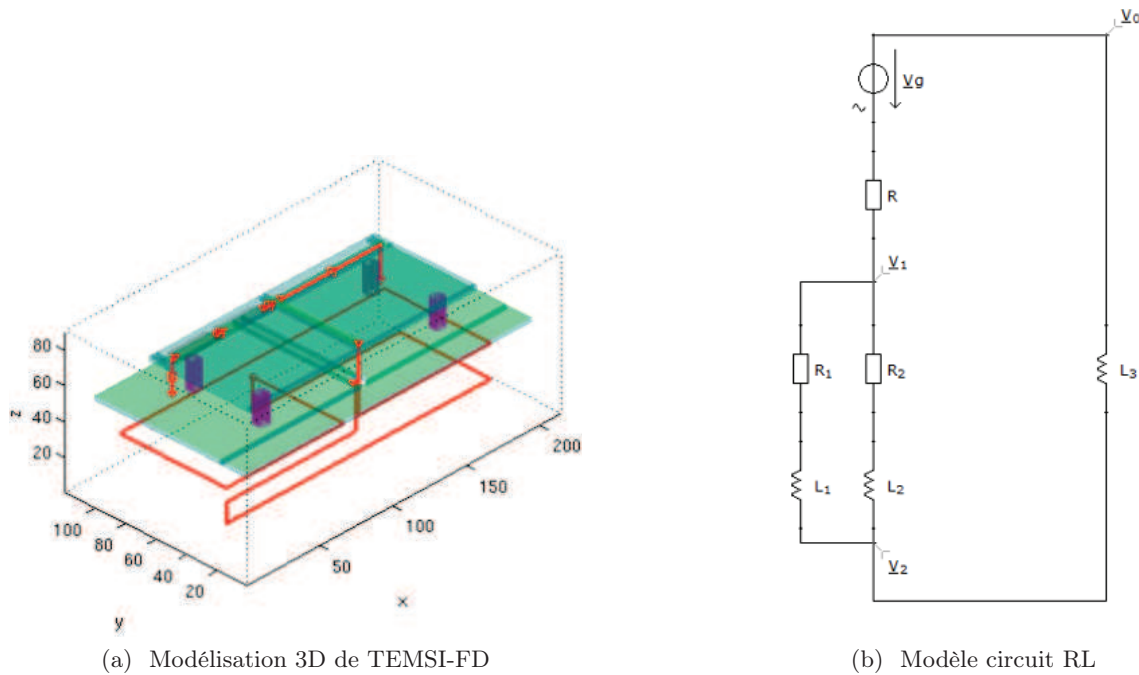 V0
Vg
R
V1
R1
R2
L3
L1
L2
V2
80
60
40
20
z
200
150
100
50
x
100
80
60
40
20
y
(a) Modélisation 3D de TEMSI-FD
(b) Modèle circuit RL